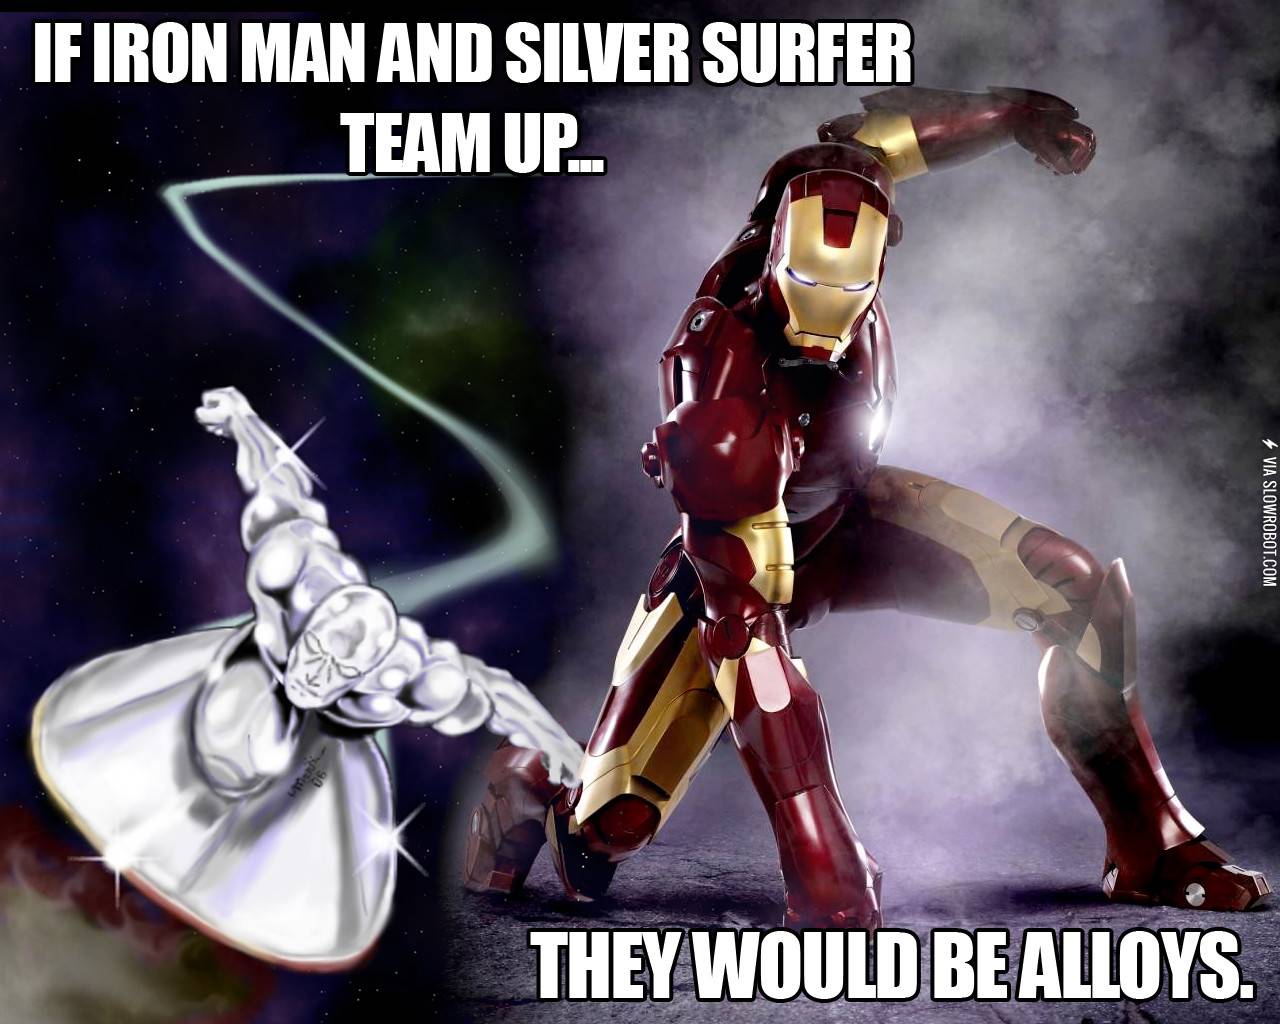 IF IRON MAN AND SILVER SURFER
TEAM UP...
THEY WOULD BE ALLOYS.
VIA SLOWROBOT.COM